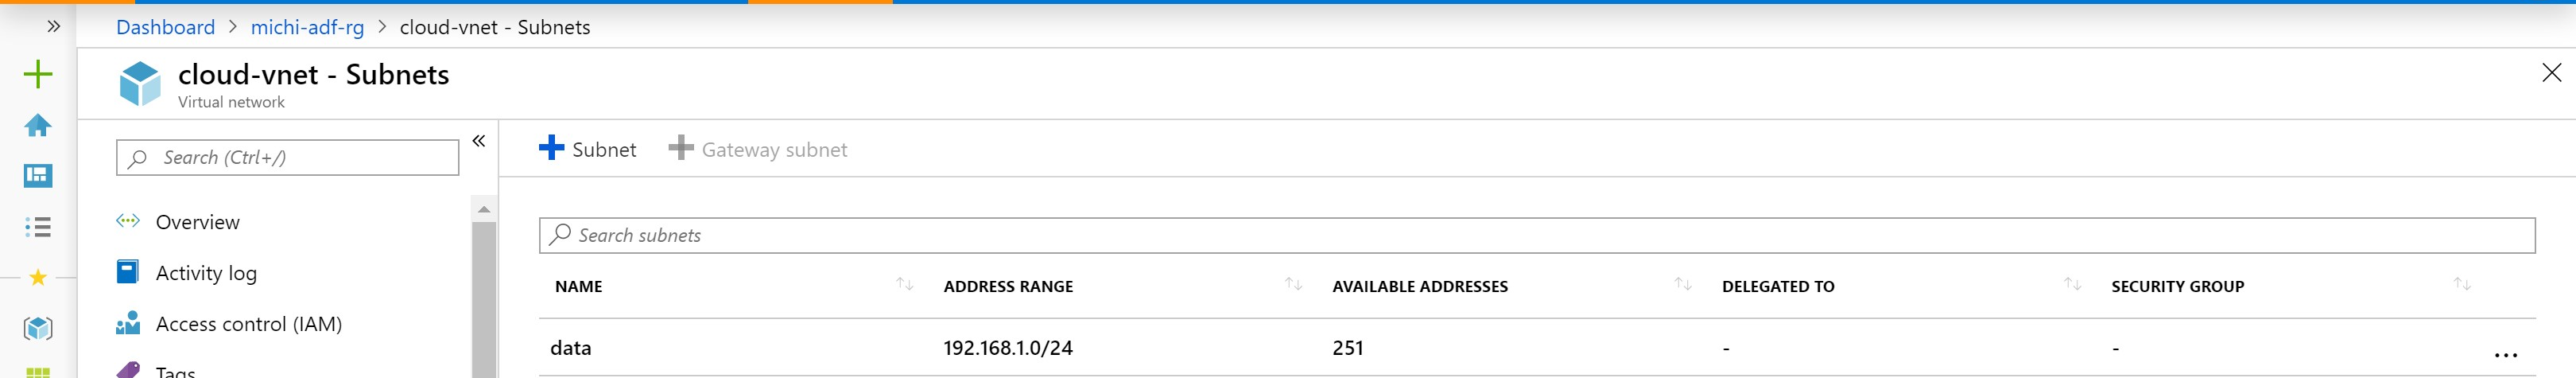 Dashboard > michi-adf-rg > cloud-vnet - Subnets
cloud-vnet - Subnets
Virtual network
Search (Ctrl+/)
Overview
Activity log
Access control (IAM)
Tags
Subnet Gateway subnet
Search subnets
NAME ADDRESS RANGE AVAILABLE ADDRESSES DELEGATED TO SECURITY GROUP
data 192.168.1.0/24 251 - - ...